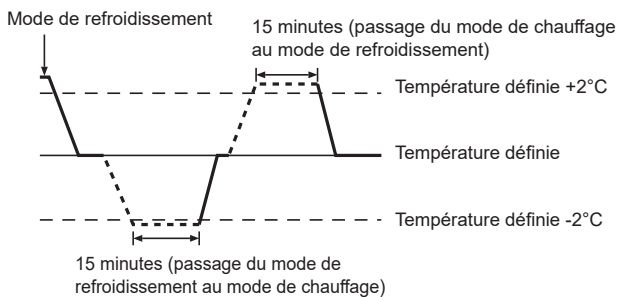 Mode de refroidissement
15 minutes (passage du mode de chauffage
au mode de refroidissement)
Température définie +2°C
Température définie
Température définie -2°C
15 minutes (passage du mode de
refroidissement au mode de chauffage)